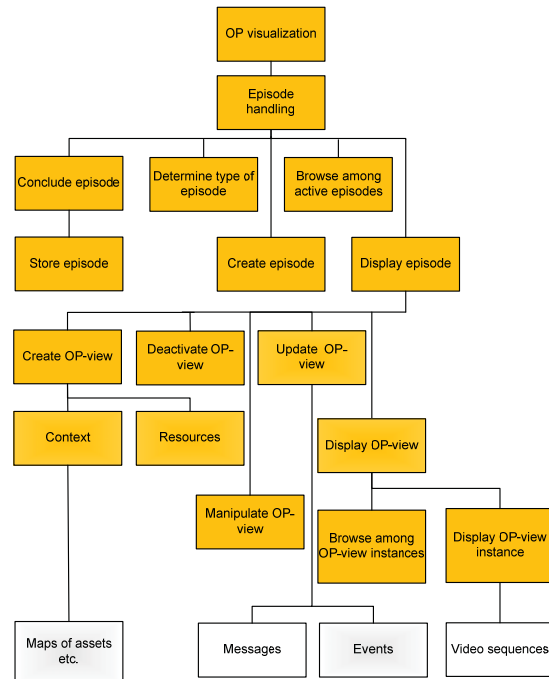 OP visualization
Episode
handling
Conclude episode
Determine type of
episode
Browse among
active episodes
Store episode
Create episode
Display episode
Create OP-view
Deactivate OP-
view
Update OP-
view
Context
Resources
Display OP-view
Manipulate OP-
view
Browse among
OP-view instances
Display OP-view
instance
Maps of assets
etc.
Messages
Events
Video sequences